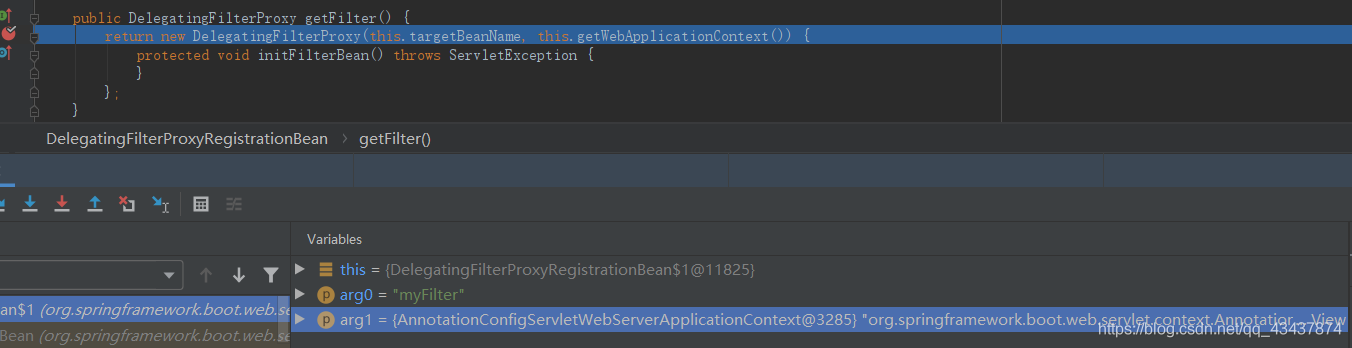 public DelegatingFilterProxy getFilter() {
return new DelegatingFilterProxy(this.targetBeanName, this.getWebApplicationContext()) {
protected void initFilterBean() throws ServletException {
}
};
}
DelegatingFilterProxyRegistrationBean > getFilter()
Variables
this = {DelegatingFilterProxyRegistrationBean$1@11825}
arg0 = "myFilter"
an$1 (org.springframework.boot.web.se
arg1 = {AnnotationConfigServletWebServerApplicationContext@3285} "org.springframework.boot.web.servlet.context.Annotation... View
Bean (org.springframework.boot.web.se
https://blog.csdn.net/qq_43437874